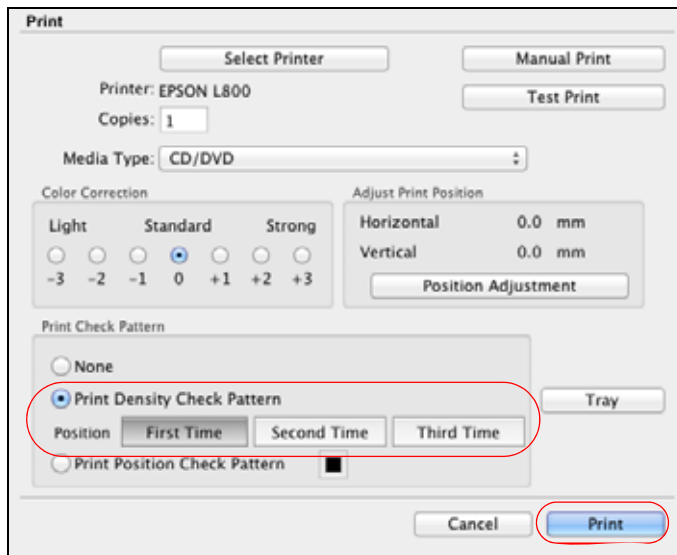 Print
Select Printer Manual Print
Printer: EPSON L800
Test Print
Copies: 1
Media Type: CD/DVD
Color Correction Adjust Print Position
Light Standard Strong Horizontal 0.0 mm
Vertical 0.0 mm
-3 -2 -1 0 +1 +2 +3
Position Adjustment
Print Check Pattern
None
Print Density Check Pattern Tray
Position First Time Second Time Third Time
Print Position Check Pattern
Cancel Print